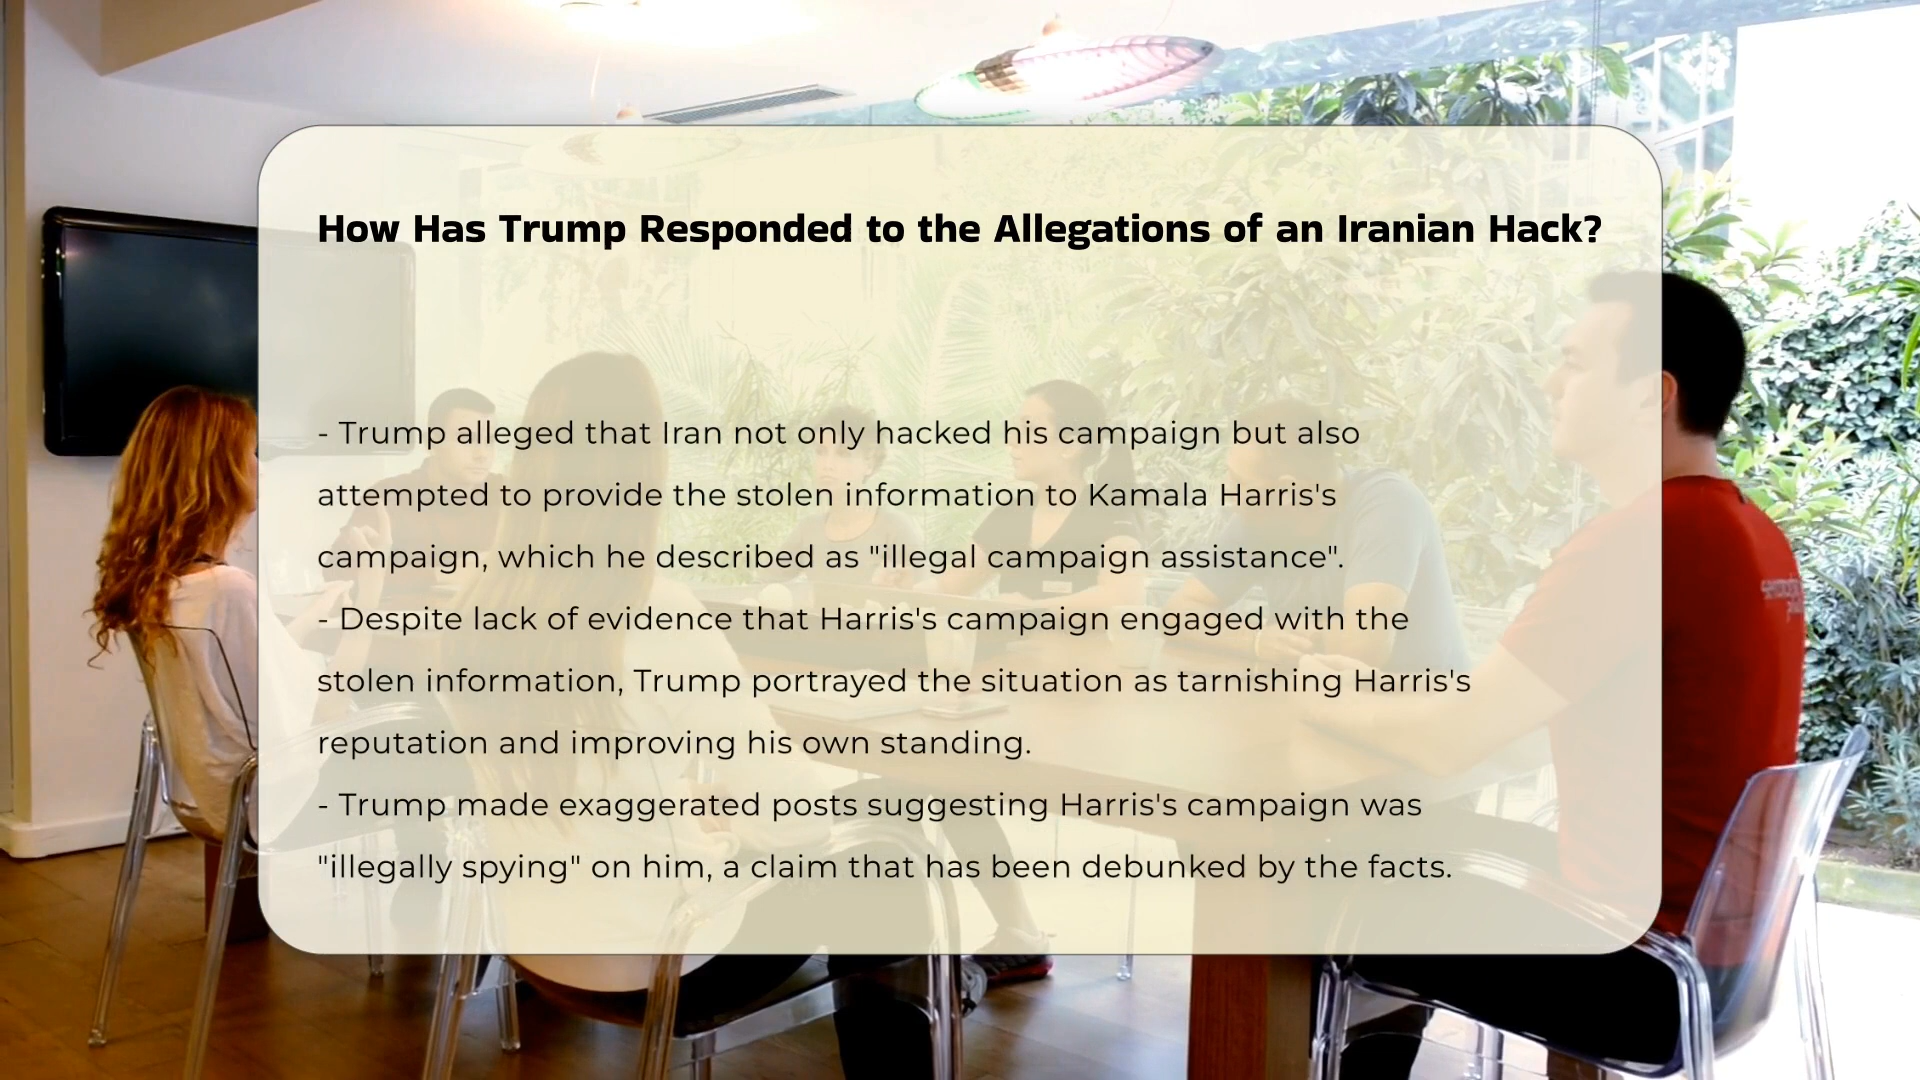 How Has Trump Responded to the Allegations of an Iranian Hack?
- Trump alleged that Iran not only hacked his campaign but also
attempted to provide the stolen information to Kamala Harris's
campaign, which he described as "illegal campaign assistance".
- Despite lack of evidence that Harris's campaign engaged with the
stolen information, Trump portrayed the situation as tarnishing Harris's
reputation and improving his own standing.
- Trump made exaggerated posts suggesting Harris's campaign was
"illegally spying" on him, a claim that has been debunked by the facts.